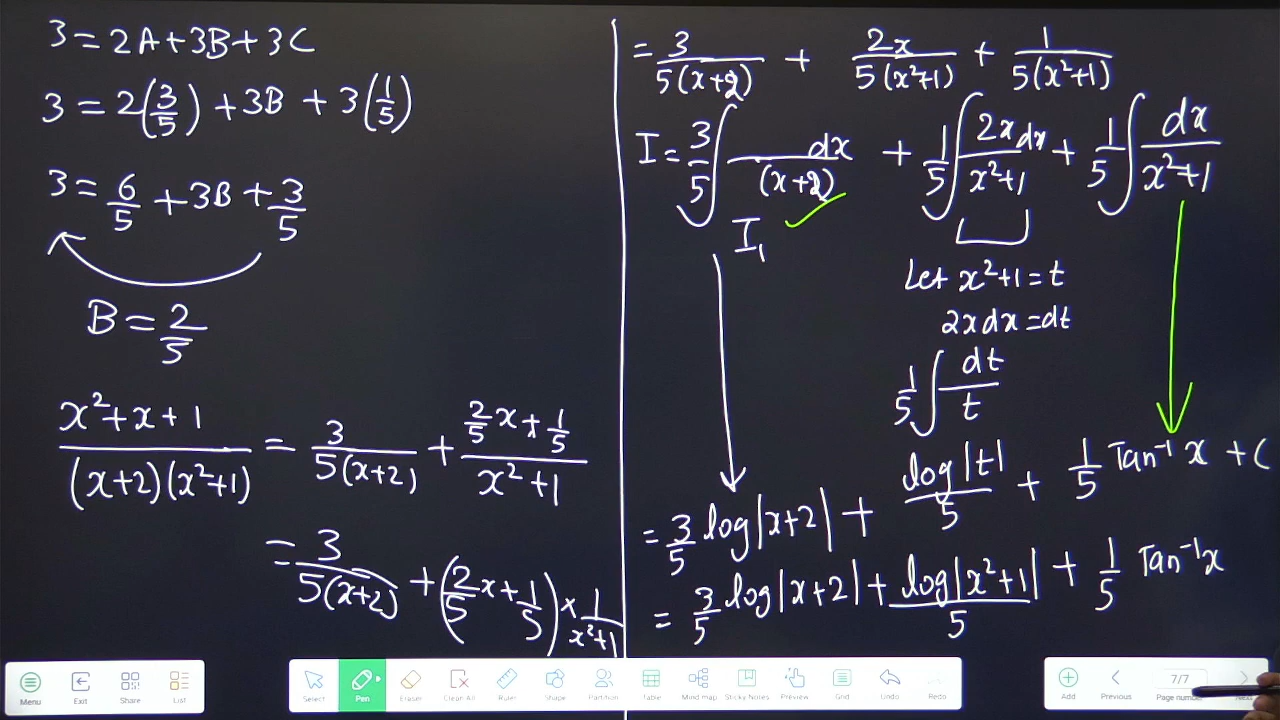 3 = 2A + 3B + 3C
3 = 2(3/5) + 3B + 3(1/5)
3 = 6/5 + 3B + 3/5
B = 2/5
x²+x+1 / (x+2)(x²+1) = 3 / 5(x+2) + (2/5 x + 1/5) / x²+1
= 3 / 5(x+2) + (2/5 x + 1/5) × 1 / x²+1
= 3 / 5(x+2) + 2x / 5(x²+1) + 1 / 5(x²+1)
I = 3/5 ∫ dx / (x+2) + 1/5 ∫ 2x dx / x²+1 + 1/5 ∫ dx / x²+1
I₁
Let x²+1 = t
2x dx = dt
1/5 ∫ dt / t
= 3/5 log|x+2| + log|t| / 5 + 1/5 Tan⁻¹ x + C
= 3/5 log|x+2| + log|x²+1| / 5 + 1/5 Tan⁻¹x
Menu Exit Share List
Select Pen Eraser Clean All Ruler Shape Partition Table Mind map Sticky Notes Preview Grid Undo Redo
7/7
Add Previous Page number Next